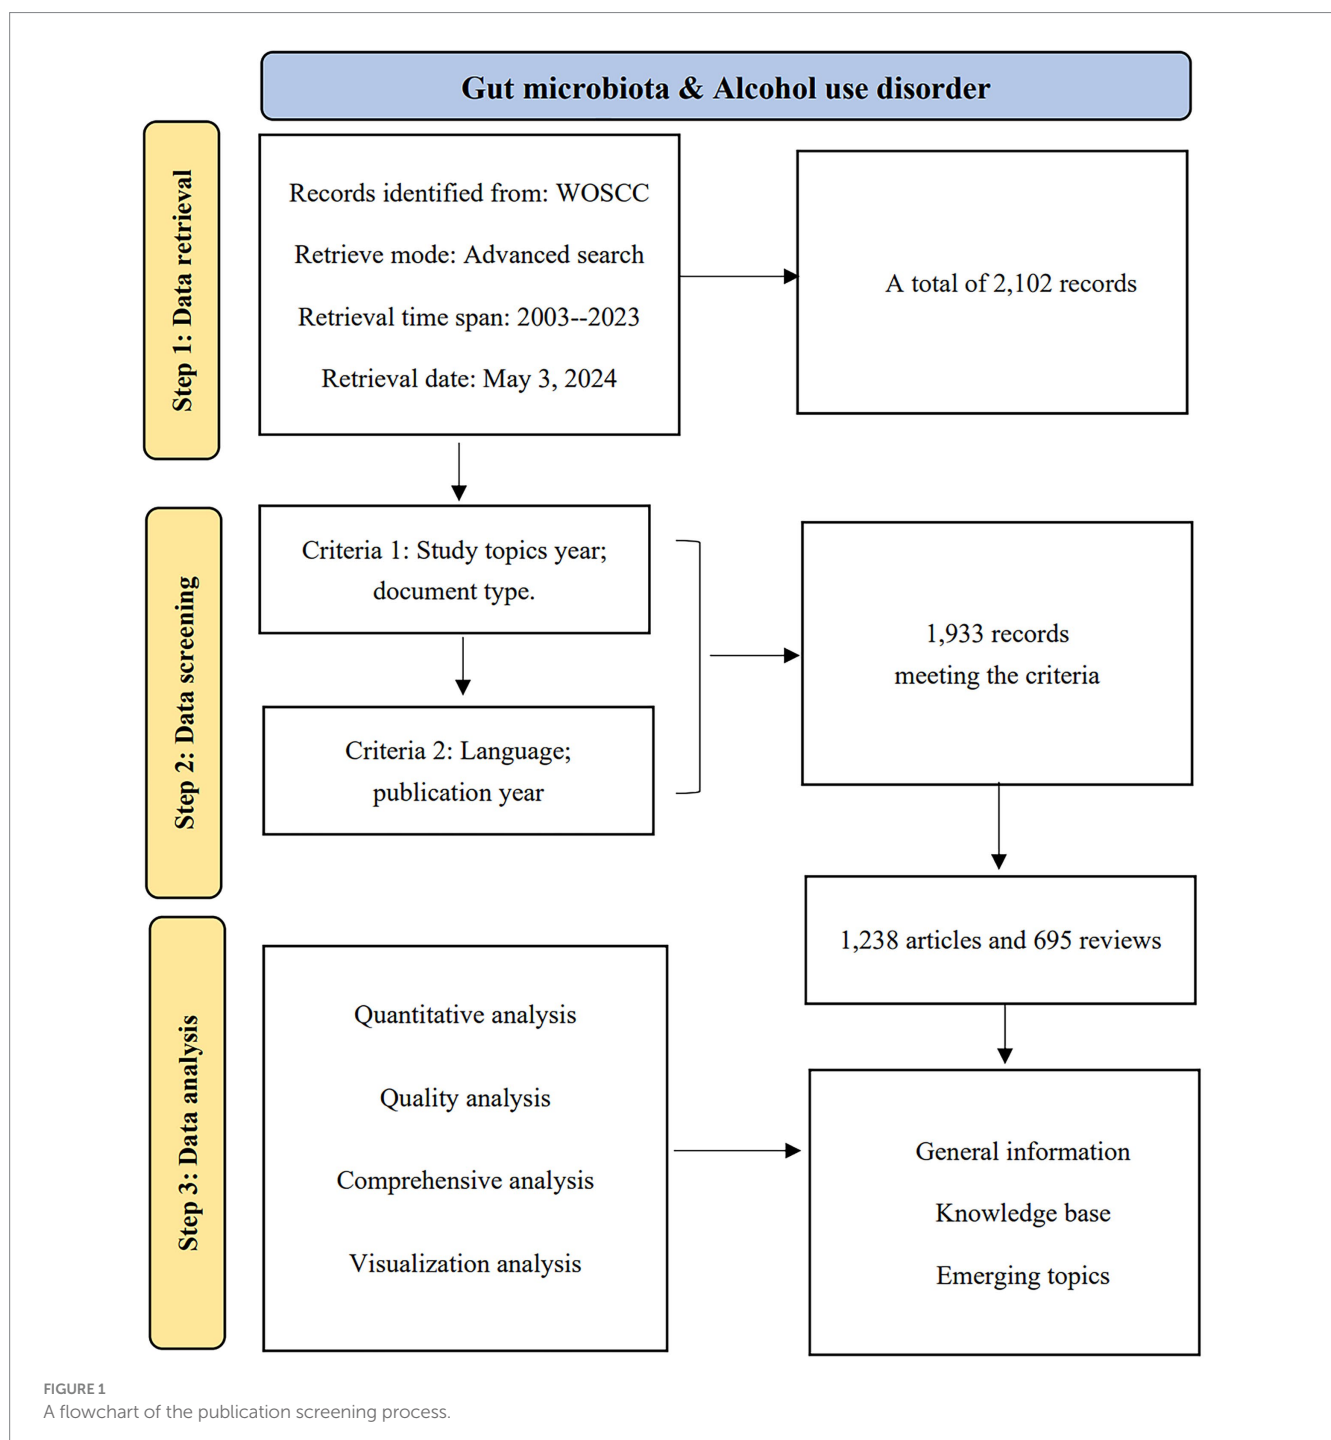 Gut microbiota & Alcohol use disorder
Step 1: Data retrieval
Records identified from: WOSCC
Retrieve mode: Advanced search
Retrieval time span: 2003--2023
Retrieval date: May 3, 2024
A total of 2,102 records
Step 2: Data screening
Criteria 1: Study topics year;
document type.
Criteria 2: Language;
publication year
1,933 records
meeting the criteria
1,238 articles and 695 reviews
Step 3: Data analysis
Quantitative analysis
Quality analysis
Comprehensive analysis
Visualization analysis
General information
Knowledge base
Emerging topics
FIGURE 1
A flowchart of the publication screening process.